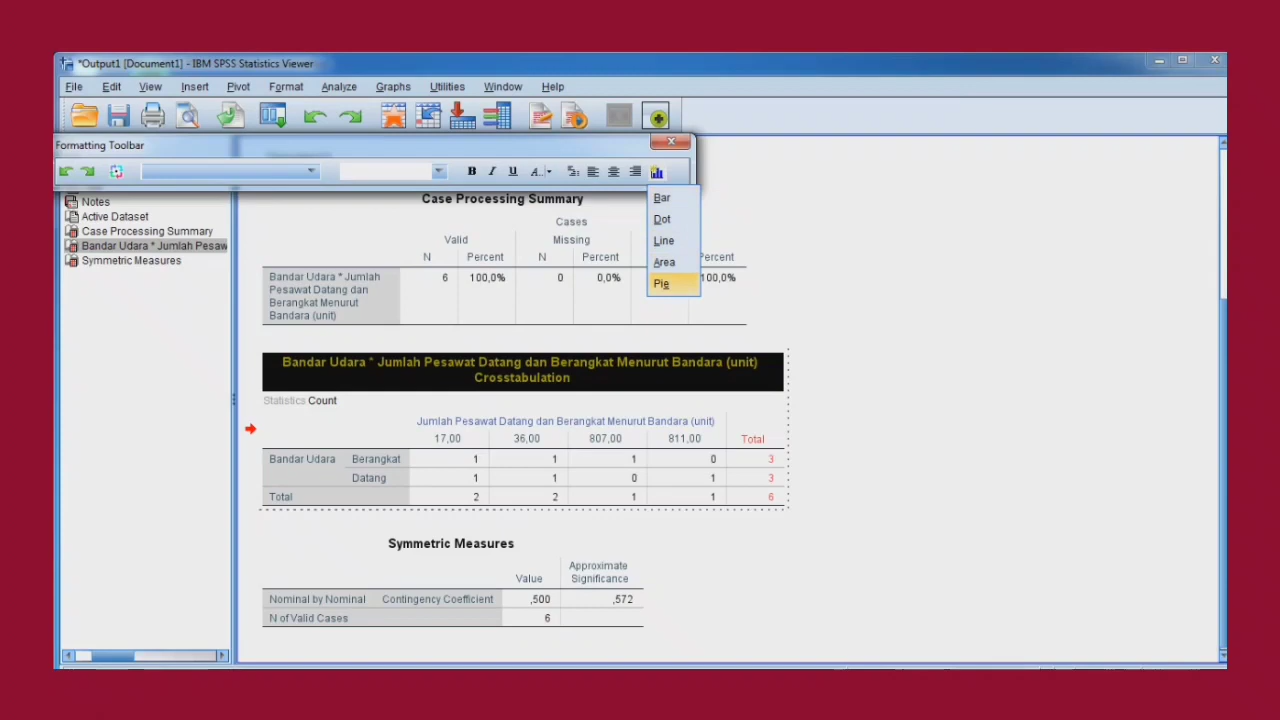 *Output1 [Document1] - IBM SPSS Statistics Viewer
File Edit View Insert Pivot Format Analyze Graphs Utilities Window Help
Formatting Toolbar
B I U A..
Bar
Dot
Line
Area
Pie
Notes
Active Dataset
Case Processing Summary
Bandar Udara * Jumlah Pesaw
Symmetric Measures
Case Processing Summary
Cases
Valid Missing
N Percent N Percent Percent
Bandar Udara * Jumlah 6 100,0% 0 0,0% 100,0%
Pesawat Datang dan
Berangkat Menurut
Bandara (unit)
Bandar Udara * Jumlah Pesawat Datang dan Berangkat Menurut Bandara (unit)
Crosstabulation
Statistics Count
Jumlah Pesawat Datang dan Berangkat Menurut Bandara (unit)
17,00 36,00 807,00 811,00 Total
Bandar Udara Berangkat 1 1 1 0 3
Datang 1 1 0 1 3
Total 2 2 1 1 6
Symmetric Measures
Value Approximate
Significance
Nominal by Nominal Contingency Coefficient ,500 ,572
N of Valid Cases 6